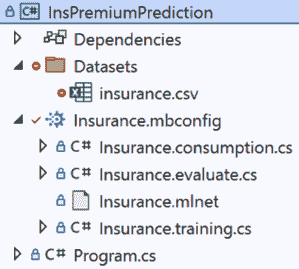 C# InsPremiumPrediction
Dependencies
Datasets
insurance.csv
Insurance.mbconfig
C# Insurance.consumption.cs
C# Insurance.evaluate.cs
Insurance.mlnet
C# Insurance.training.cs
C# Program.cs